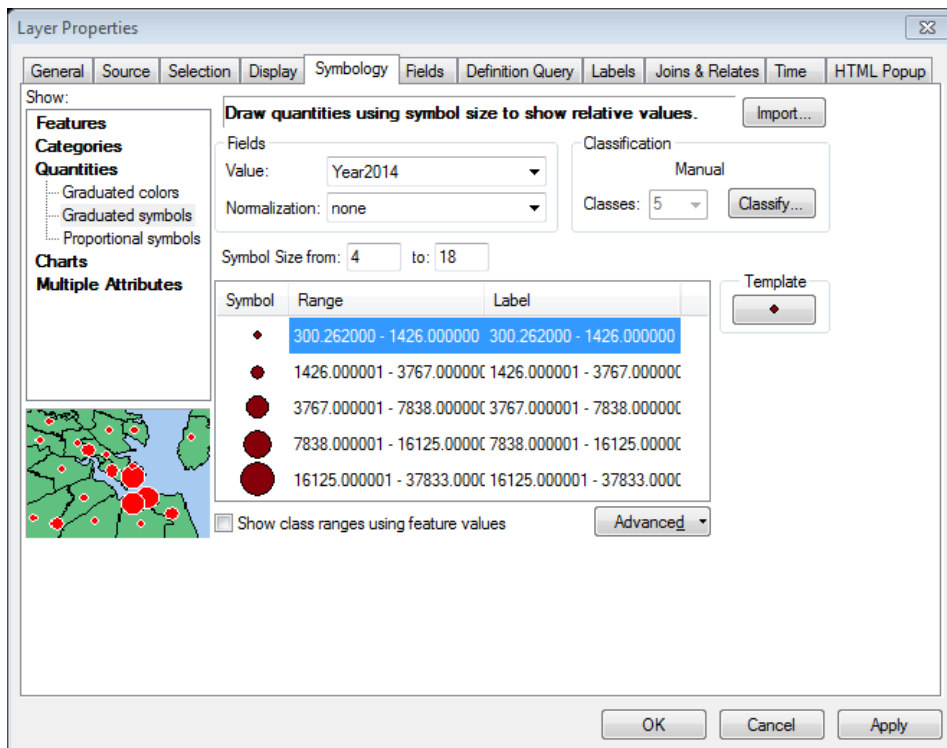 Layer Properties
General Source Selection Display Symbology Fields Definition Query Labels Joins & Relates Time HTML Popup
Show:
Features
Categories
Quantities
Graduated colors
Graduated symbols
Proportional symbols
Charts
Multiple Attributes
Draw quantities using symbol size to show relative values.
Import...
Fields
Value: Year2014
Normalization: none
Classification
Manual
Classes: 5 Classify...
Symbol Size from: 4 to: 18
Symbol Range Label
300.262000 - 1426.000000 300.262000 - 1426.000000
1426.000001 - 3767.000000 1426.000001 - 3767.000000
3767.000001 - 7838.000000 3767.000001 - 7838.000000
7838.000001 - 16125.00000 7838.000001 - 16125.00000
16125.000001 - 37833.0000 16125.000001 - 37833.0000
Template
Show class ranges using feature values
Advanced
OK Cancel Apply